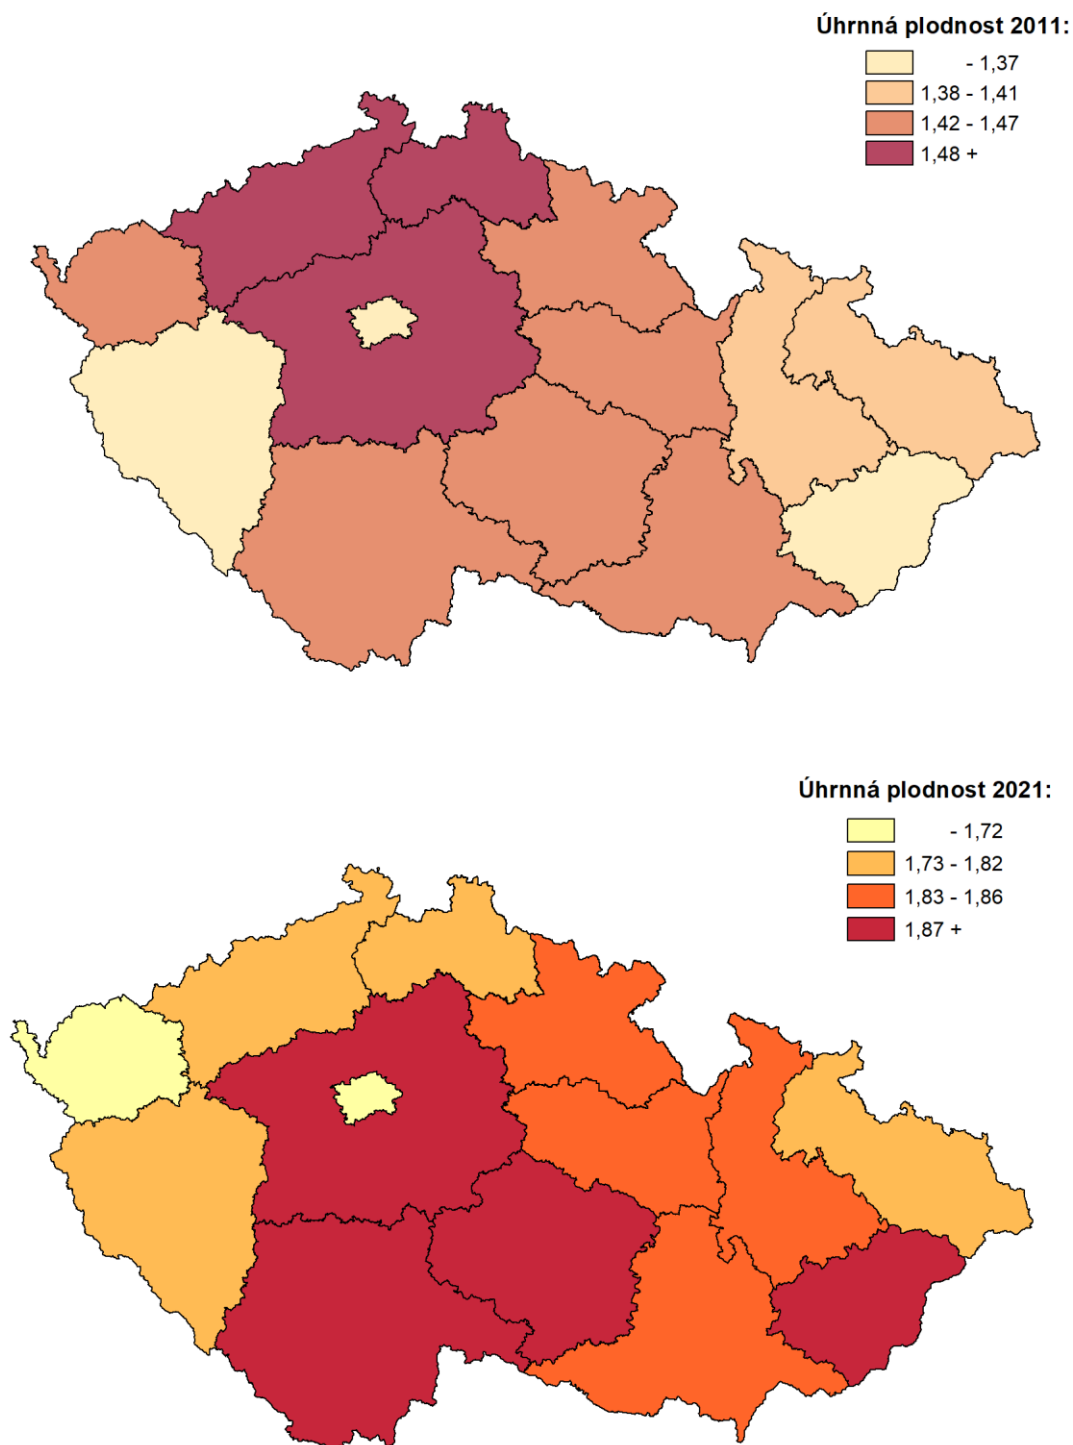 Úhrnná plodnost 2011:
- 1,37
1,38 - 1,41
1,42 - 1,47
1,48 +
Úhrnná plodnost 2021:
- 1,72
1,73 - 1,82
1,83 - 1,86
1,87 +